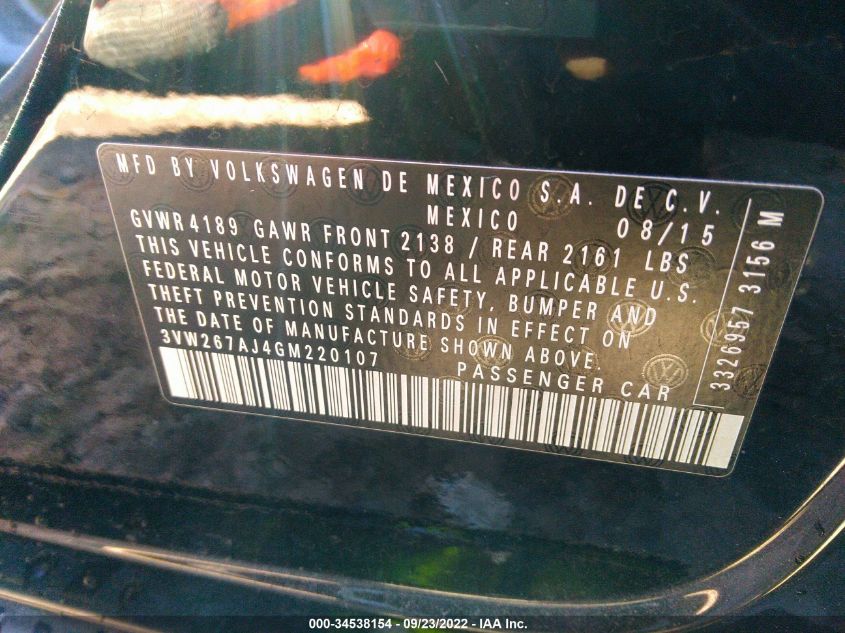 MFD BY VOLKSWAGEN DE MEXICO S.A. DE C.V.
MEXICO 08/15
GVWR 4189 GAWR FRONT 2138 / REAR 2161 LBS
THIS VEHICLE CONFORMS TO ALL APPLICABLE U.S.
FEDERAL MOTOR VEHICLE SAFETY, BUMPER AND
THEFT PREVENTION STANDARDS IN EFFECT ON
THE DATE OF MANUFACTURE SHOWN ABOVE.
3VW267AJ4GM220107
PASSENGER CAR
3326957 3156 M
000-34538154 - 09/23/2022 - IAA Inc.